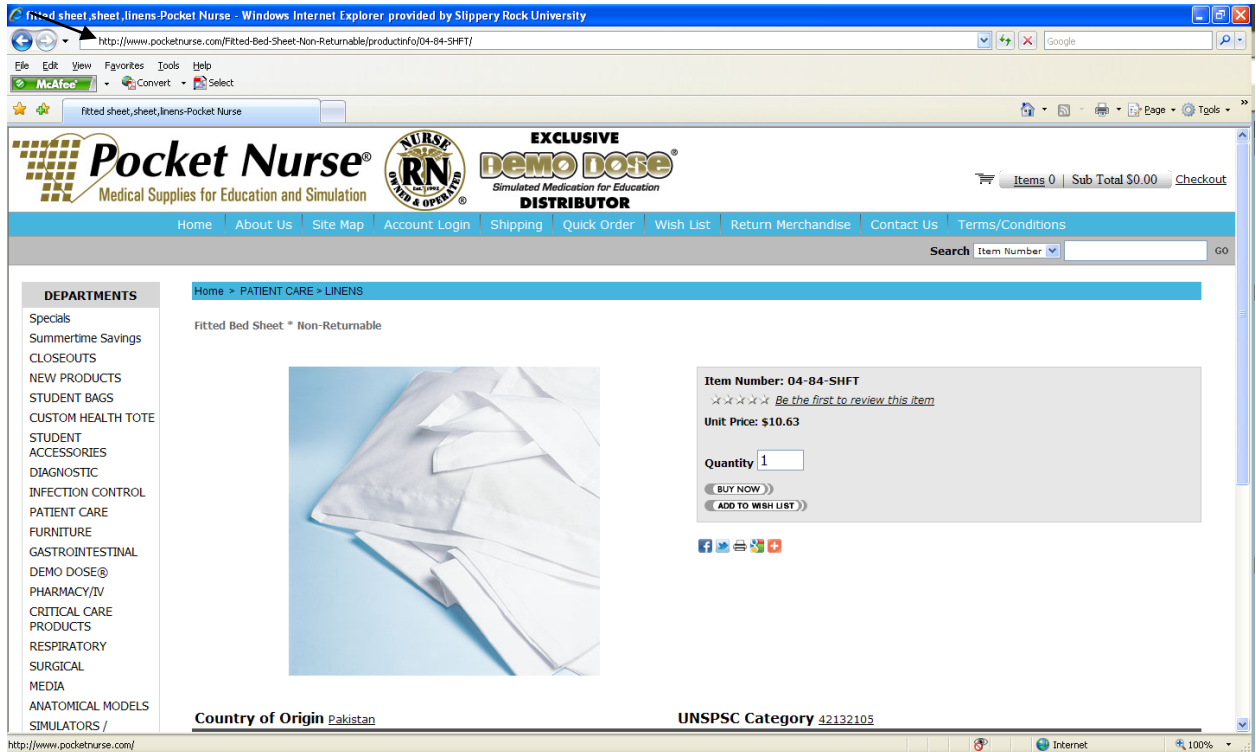 fitted sheet,sheet,linens-Pocket Nurse - Windows Internet Explorer provided by Slippery Rock University
http://www.pocketnurse.com/Fitted-Bed-Sheet-Non-Returnable/productinfo/04-84-SHFT/
Google
File Edit View Favorites Tools Help
McAfee Convert Select
fitted sheet,sheet,linens-Pocket Nurse
Page Tools
Pocket Nurse®
Medical Supplies for Education and Simulation
NURSE
RN
Est. 1992
OWNED & OPERATED ®
EXCLUSIVE
DEMO DOSE®
Simulated Medication for Education
DISTRIBUTOR
Items 0 | Sub Total $0.00 Checkout
Home About Us Site Map Account Login Shipping Quick Order Wish List Return Merchandise Contact Us Terms/Conditions
Search Item Number GO
DEPARTMENTS
Specials
Summertime Savings
CLOSEOUTS
NEW PRODUCTS
STUDENT BAGS
CUSTOM HEALTH TOTE
STUDENT
ACCESSORIES
DIAGNOSTIC
INFECTION CONTROL
PATIENT CARE
FURNITURE
GASTROINTESTINAL
DEMO DOSE®
PHARMACY/IV
CRITICAL CARE
PRODUCTS
RESPIRATORY
SURGICAL
MEDIA
ANATOMICAL MODELS
SIMULATORS /
Home > PATIENT CARE > LINENS
Fitted Bed Sheet * Non-Returnable
Item Number: 04-84-SHFT
Be the first to review this item
Unit Price: $10.63
Quantity 1
BUY NOW
ADD TO WISH LIST
Country of Origin Pakistan
UNSPSC Category 42132105
http://www.pocketnurse.com/
Internet
100%